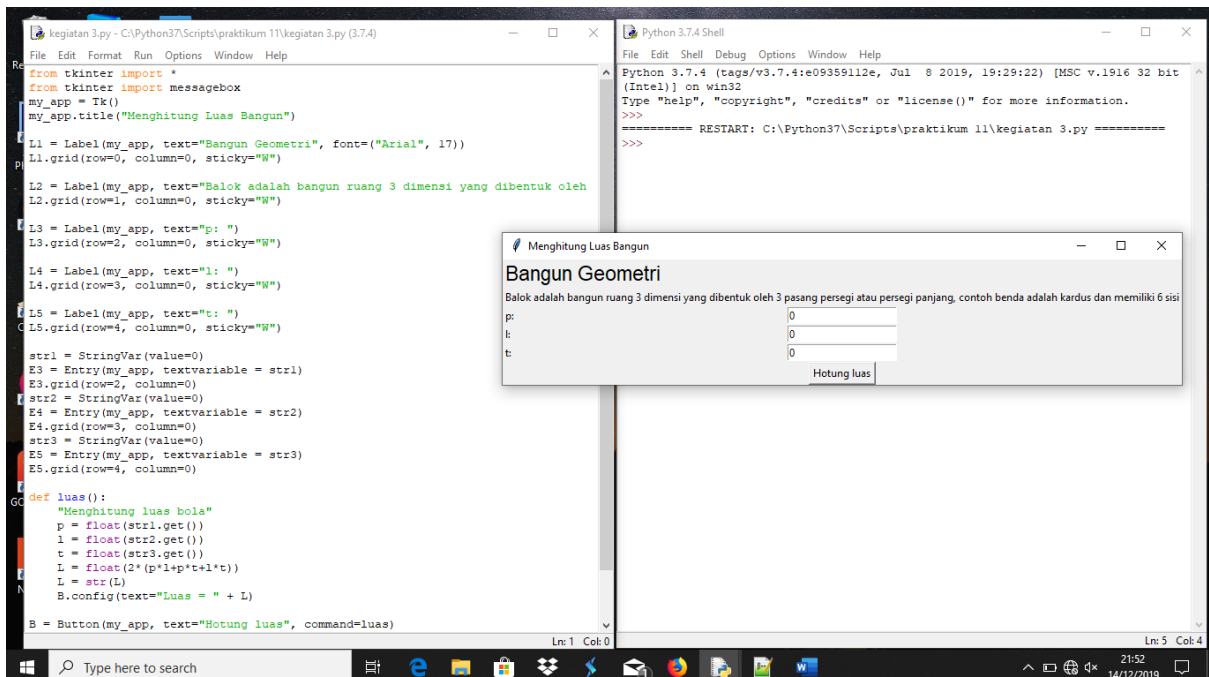 kegiatan 3.py - C:\Python37\Scripts\praktikum 11\kegiatan 3.py (3.7.4)
File Edit Format Run Options Window Help
from tkinter import *
from tkinter import messagebox
my_app = Tk()
my_app.title("Menghitung Luas Bangun")
L1 = Label(my_app, text="Bangun Geometri", font=("Arial", 17))
L1.grid(row=0, column=0, sticky="W")
L2 = Label(my_app, text="Balok adalah bangun ruang 3 dimensi yang dibentuk oleh
L2.grid(row=1, column=0, sticky="W")
L3 = Label(my_app, text="p: ")
L3.grid(row=2, column=0, sticky="W")
L4 = Label(my_app, text="l: ")
L4.grid(row=3, column=0, sticky="W")
L5 = Label(my_app, text="t: ")
L5.grid(row=4, column=0, sticky="W")
str1 = StringVar(value=0)
E3 = Entry(my_app, textvariable = str1)
E3.grid(row=2, column=0)
str2 = StringVar(value=0)
E4 = Entry(my_app, textvariable = str2)
E4.grid(row=3, column=0)
str3 = StringVar(value=0)
E5 = Entry(my_app, textvariable = str3)
E5.grid(row=4, column=0)
def luas():
    "Menghitung luas bola"
    p = float(str1.get())
    l = float(str2.get())
    t = float(str3.get())
    L = float(2*(p*l+p*t+l*t))
    L = str(L)
    B.config(text="Luas = " + L)
B = Button(my_app, text="Hotung luas", command=luas)
Ln: 1 Col: 0
Python 3.7.4 Shell
File Edit Shell Debug Options Window Help
Python 3.7.4 (tags/v3.7.4:e09359112e, Jul  8 2019, 19:29:22) [MSC v.1916 32 bit
(Intel)] on win32
Type "help", "copyright", "credits" or "license()" for more information.
>>>
========== RESTART: C:\Python37\Scripts\praktikum 11\kegiatan 3.py ==========
>>>
Ln: 5 Col: 4
Menghitung Luas Bangun
Bangun Geometri
Balok adalah bangun ruang 3 dimensi yang dibentuk oleh 3 pasang persegi atau persegi panjang, contoh benda adalah kardus dan memiliki 6 sisi
p: 0
l: 0
t: 0
Hotung luas
Type here to search
21:52
14/12/2019